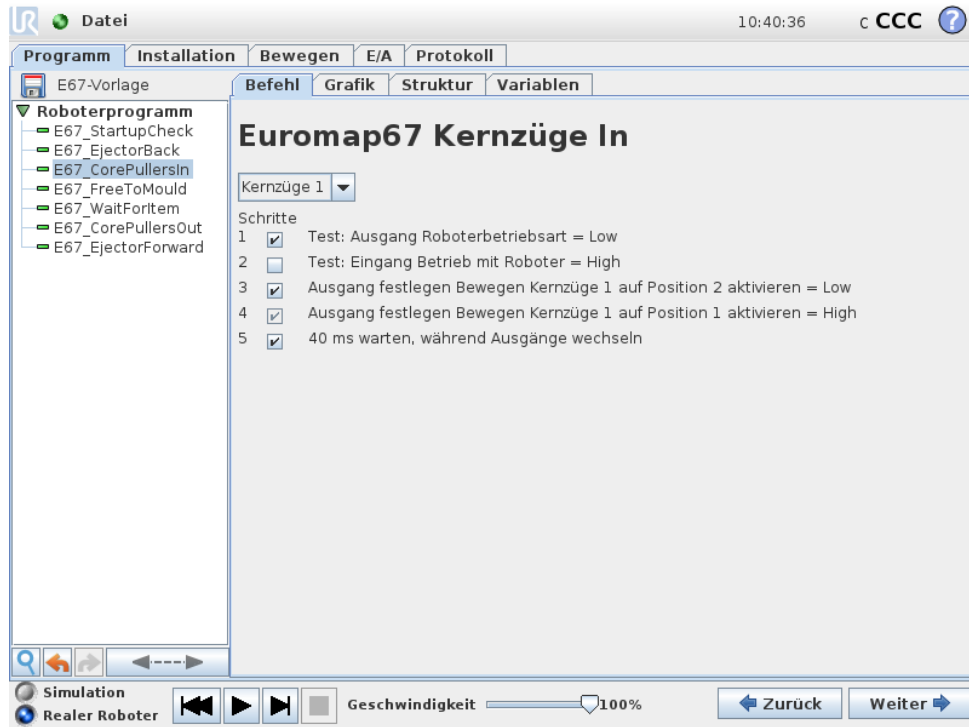 UR Datei 10:40:36 c CCC ?
Programm Installation Bewegen E/A Protokoll
E67-Vorlage Befehl Grafik Struktur Variablen
Roboterprogramm
E67_StartupCheck
E67_EjectorBack
E67_CorePullersIn
E67_FreeToMould
E67_WaitForItem
E67_CorePullersOut
E67_EjectorForward
Euromap67 Kernzüge In
Kernzüge 1
Schritte
1 Test: Ausgang Roboterbetriebsart = Low
2 Test: Eingang Betrieb mit Roboter = High
3 Ausgang festlegen Bewegen Kernzüge 1 auf Position 2 aktivieren = Low
4 Ausgang festlegen Bewegen Kernzüge 1 auf Position 1 aktivieren = High
5 40 ms warten, während Ausgänge wechseln
Simulation
Realer Roboter
Geschwindigkeit 100% Zurück Weiter